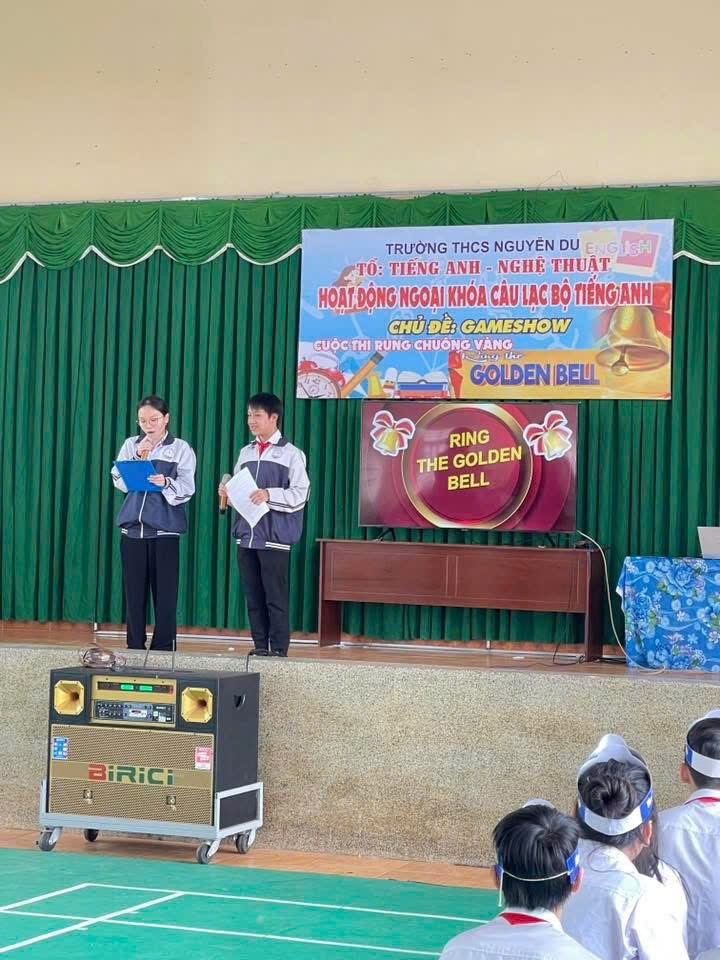 TRƯỜNG THCS NGUYỄN DU
ENGLISH
TỔ: TIẾNG ANH - NGHỆ THUẬT
HOẠT ĐỘNG NGOẠI KHÓA CÂU LẠC BỘ TIẾNG ANH
CHỦ ĐỀ: GAMESHOW
CUỘC THI RUNG CHUÔNG VÀNG
Ring the
GOLDEN BELL
RING
THE GOLDEN
BELL
BiRiCi